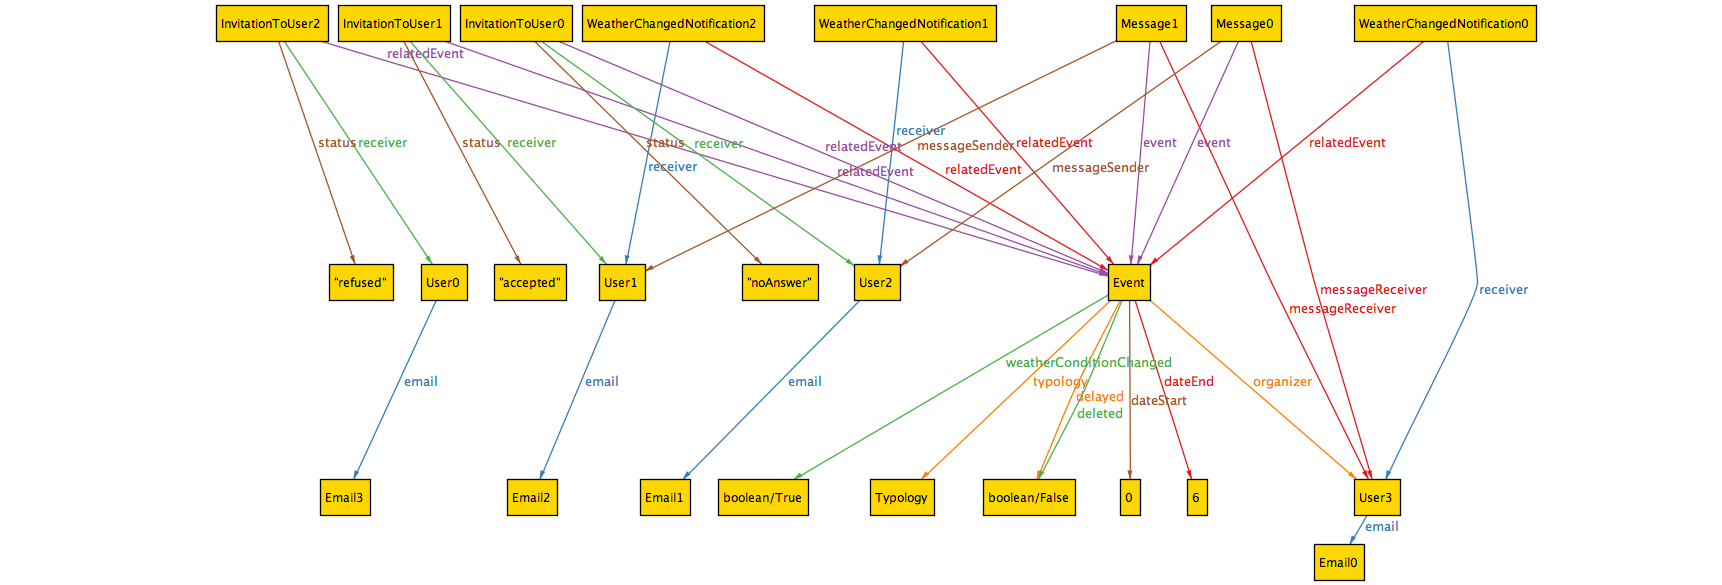 InvitationToUser2 InvitationToUser1 InvitationToUser0 WeatherChangedNotification2 WeatherChangedNotification1 Message1 Message0 WeatherChangedNotification0
relatedEvent
status receiver status receiver status receiver receiver relatedEvent messageSender relatedEvent event event relatedEvent
receiver relatedEvent relatedEvent messageSender
"refused" User0 "accepted" User1 "noAnswer" User2 Event messageReceiver receiver
messageReceiver
weatherConditionChanged
email email email typology dateEnd organizer
delayed dateStart
deleted
Email3 Email2 Email1 boolean/True Typology boolean/False 0 6 User3
email
Email0